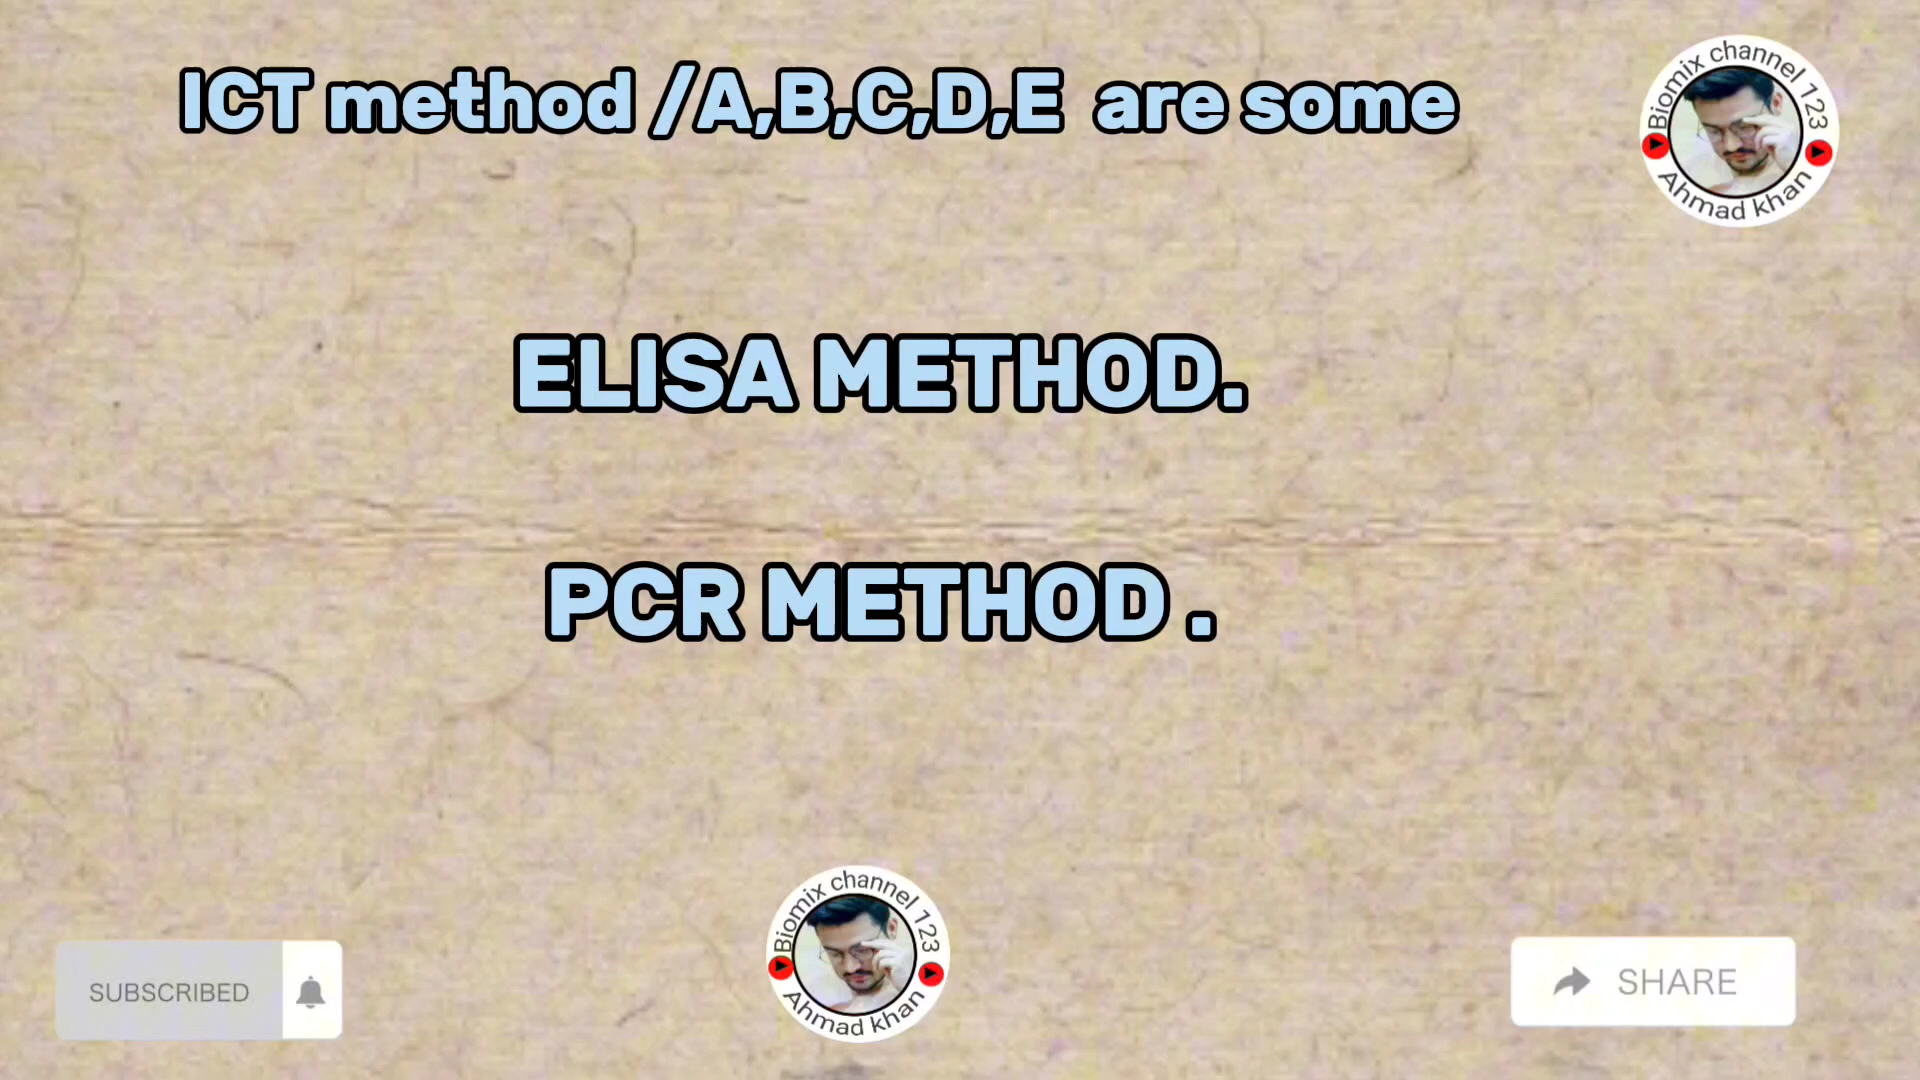 ICT method /A,B,C,D,E are some
Biomix channel 123
Ahmad khan
ELISA METHOD.
PCR METHOD .
Biomix channel 123
Ahmad khan
SUBSCRIBED
SHARE